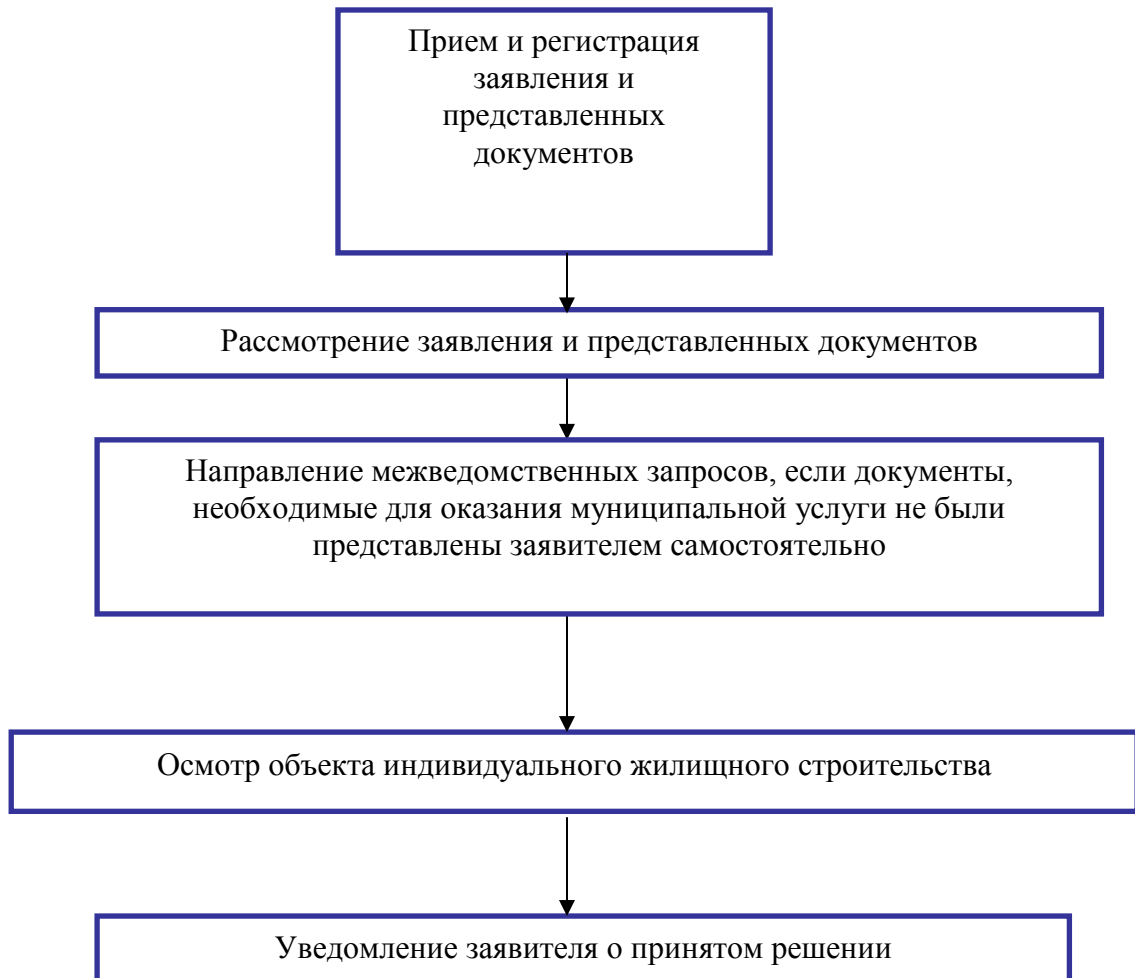 Прием и регистрация
заявления и
представленных
документов
Рассмотрение заявления и представленных документов
Направление межведомственных запросов, если документы,
необходимые для оказания муниципальной услуги не были
представлены заявителем самостоятельно
Осмотр объекта индивидуального жилищного строительства
Уведомление заявителя о принятом решении